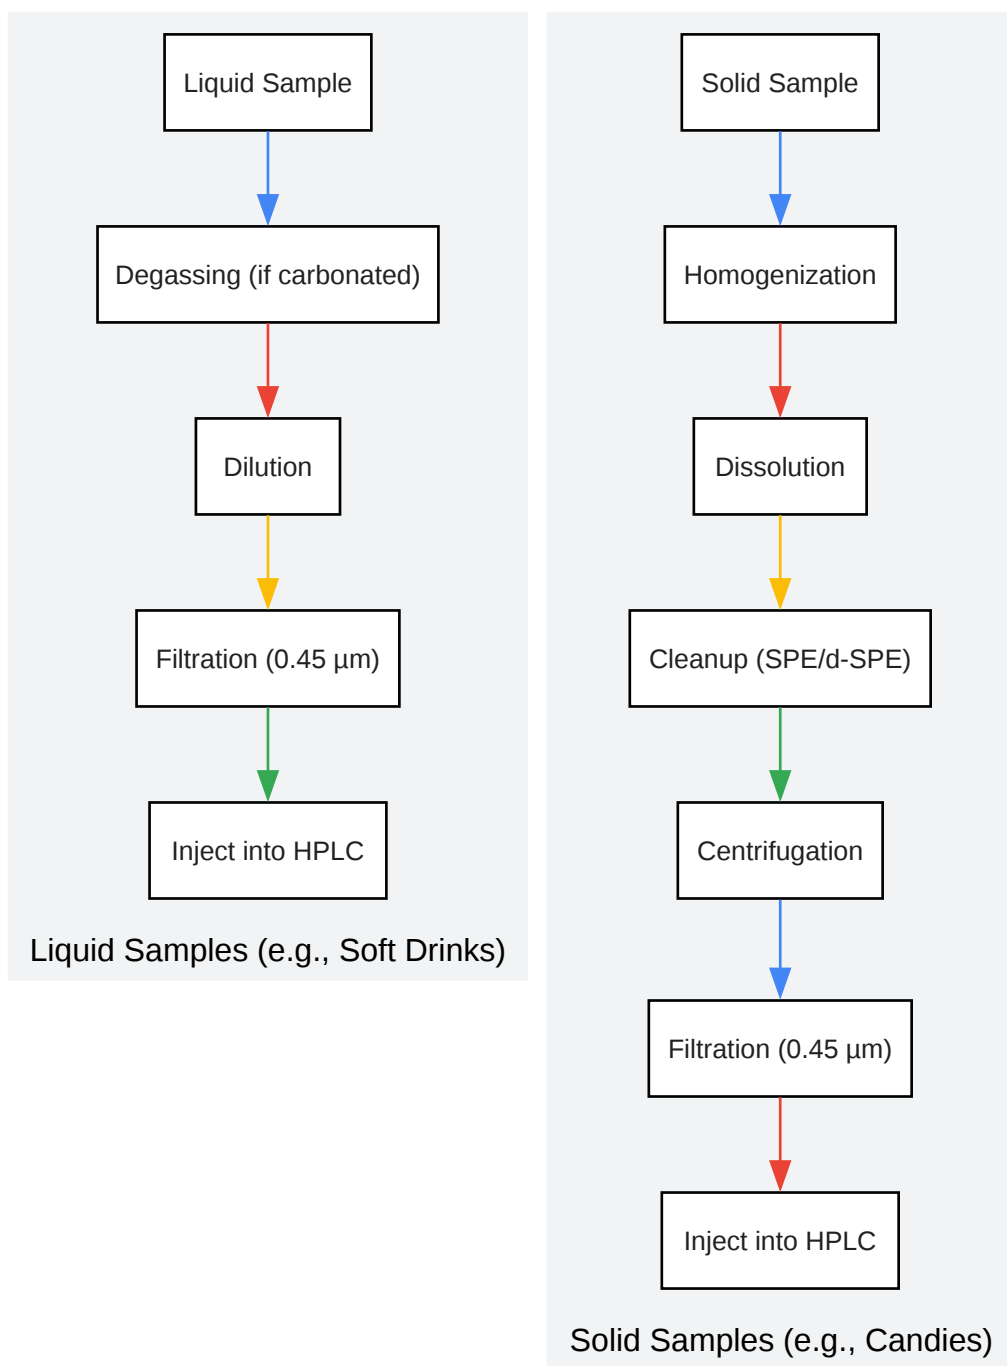 Liquid Sample
Degassing (if carbonated)
Dilution
Filtration (0.45 µm)
Inject into HPLC
Liquid Samples (e.g., Soft Drinks)
Solid Sample
Homogenization
Dissolution
Cleanup (SPE/d-SPE)
Centrifugation
Filtration (0.45 µm)
Inject into HPLC
Solid Samples (e.g., Candies)